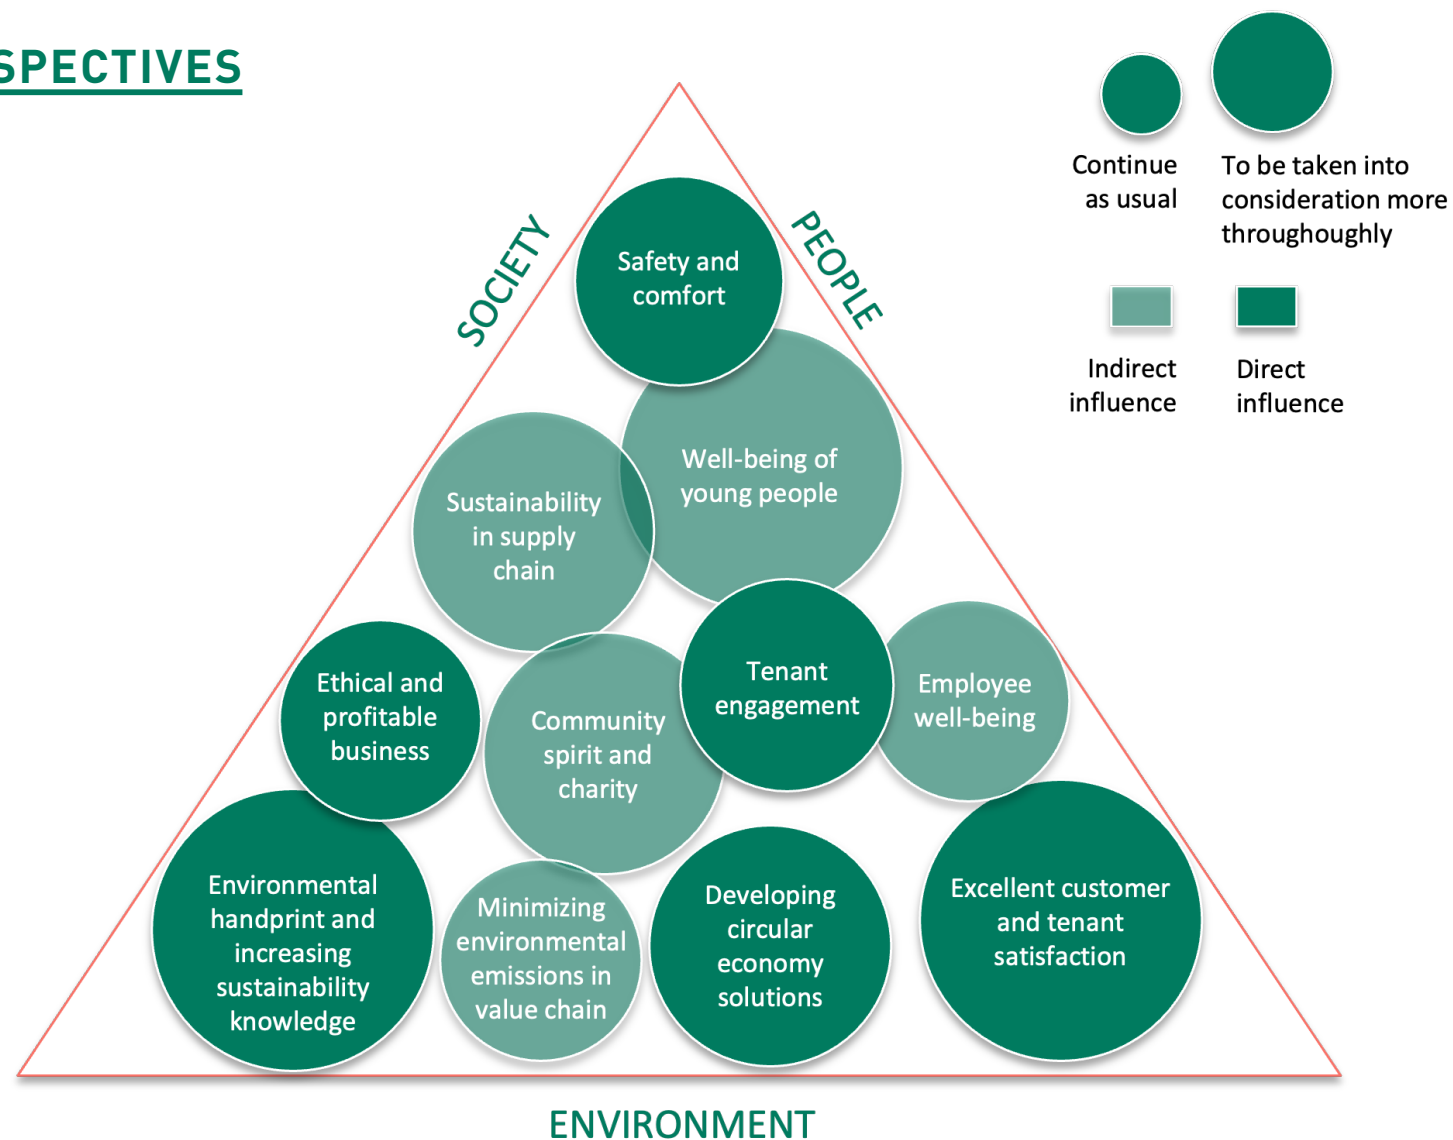 SPECTIVES
Continue
as usual
To be taken into
consideration more
throughoughly
Indirect
influence
Direct
influence
SOCIETY
PEOPLE
Safety and
comfort
Well-being of
young people
Sustainability
in supply
chain
Ethical and
profitable
business
Community
spirit and
charity
Tenant
engagement
Employee
well-being
Environmental
handprint and
increasing
sustainability
knowledge
Minimizing
environmental
emissions in
value chain
Developing
circular
economy
solutions
Excellent customer
and tenant
satisfaction
ENVIRONMENT